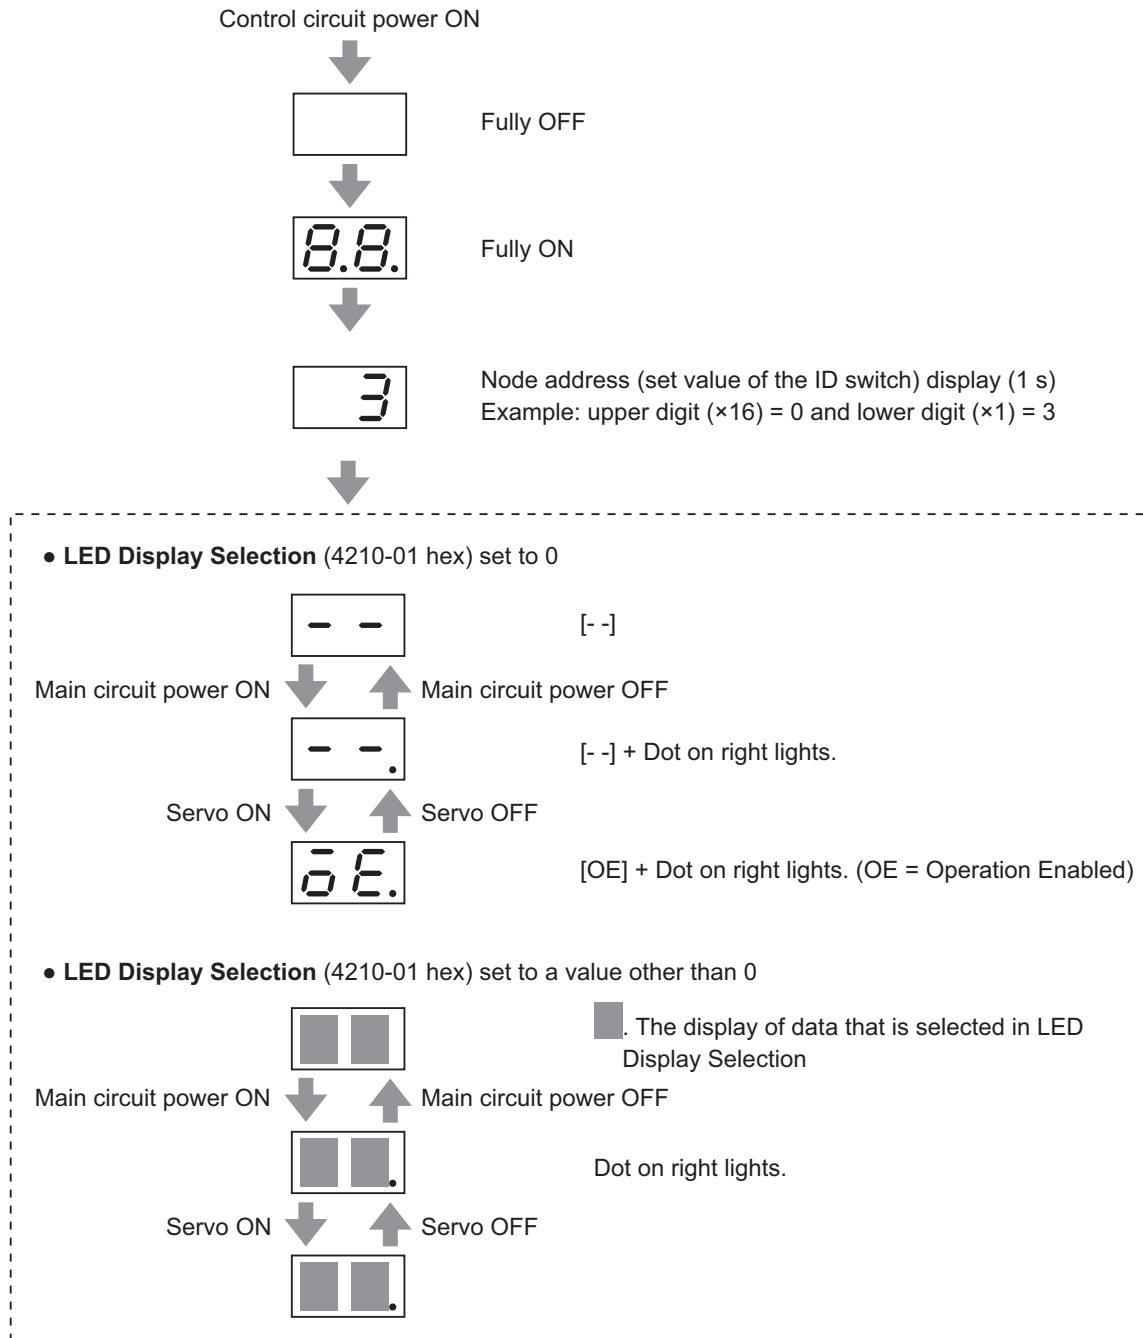 Control circuit power ON
Fully OFF
8.8.
Fully ON
3
Node address (set value of the ID switch) display (1 s)
Example: upper digit (×16) = 0 and lower digit (×1) = 3
● LED Display Selection (4210-01 hex) set to 0
- -
[- -]
Main circuit power ON
Main circuit power OFF
- -.
[- -] + Dot on right lights.
Servo ON
Servo OFF
ōE.
[OE] + Dot on right lights. (OE = Operation Enabled)
● LED Display Selection (4210-01 hex) set to a value other than 0
. The display of data that is selected in LED
Display Selection
Main circuit power ON
Main circuit power OFF
.
Dot on right lights.
Servo ON
Servo OFF
.